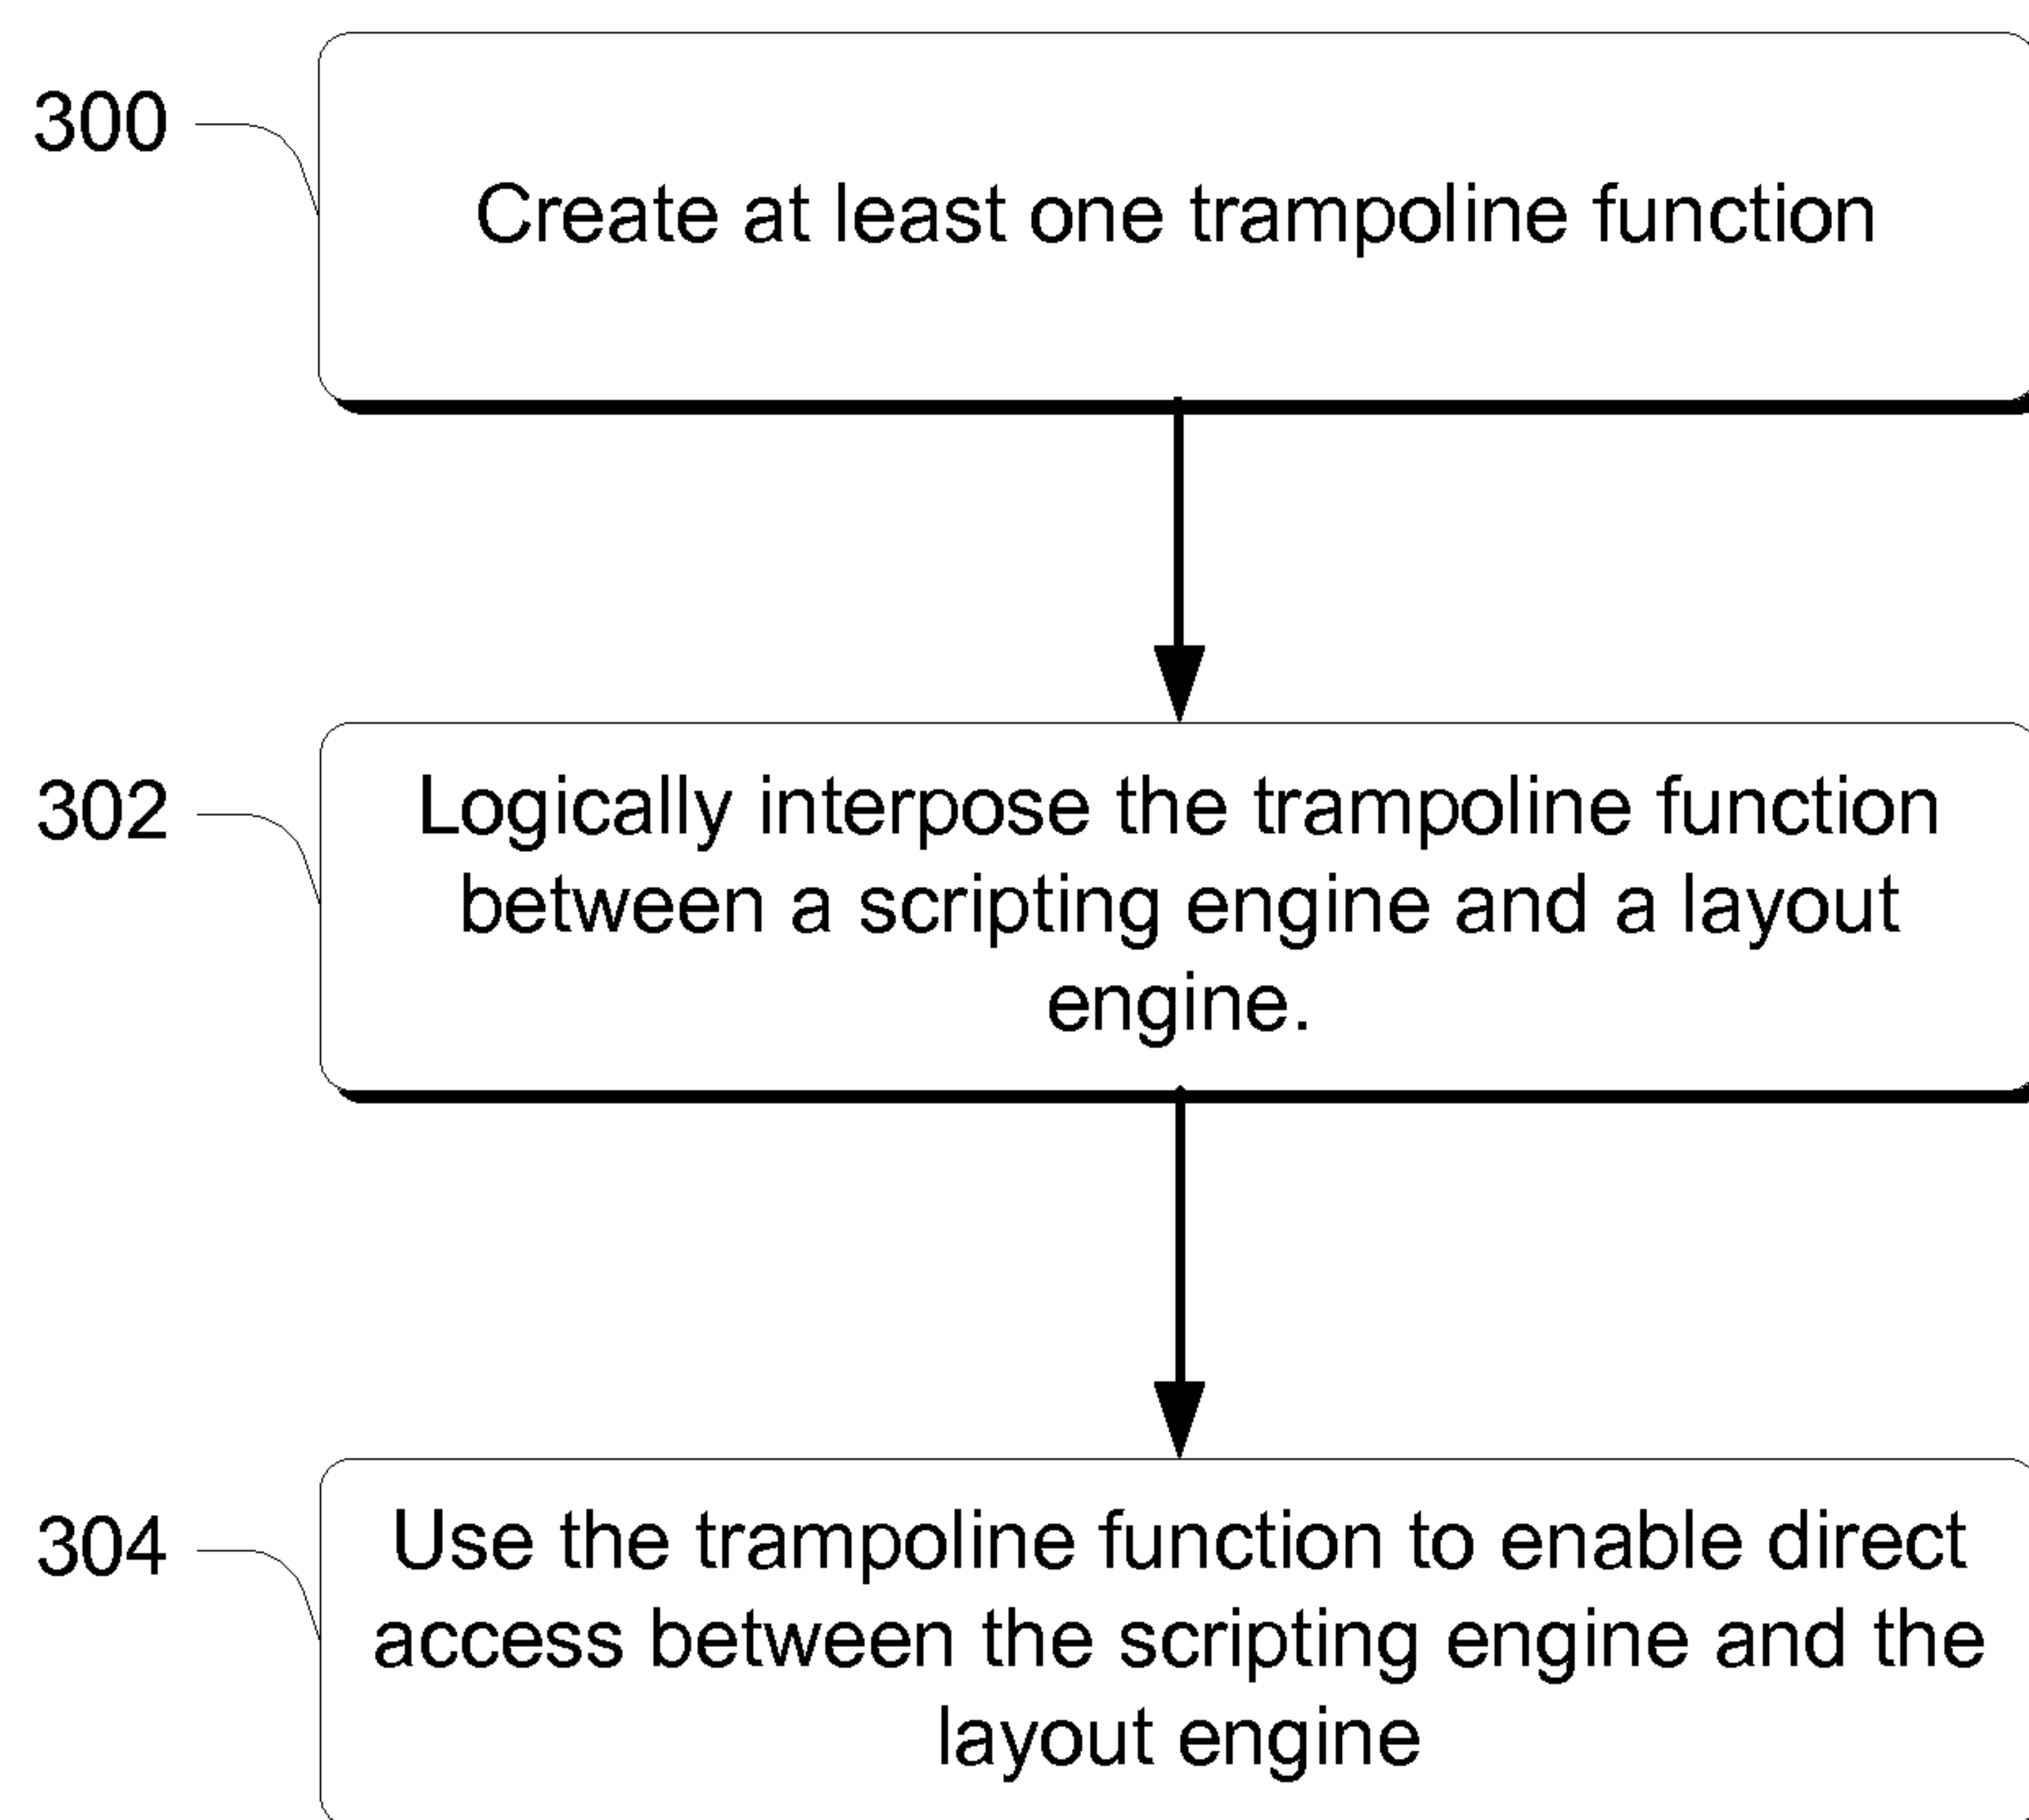 300
Create at least one trampoline function
302
Logically interpose the trampoline function
between a scripting engine and a layout
engine.
304
Use the trampoline function to enable direct
access between the scripting engine and the
layout engine